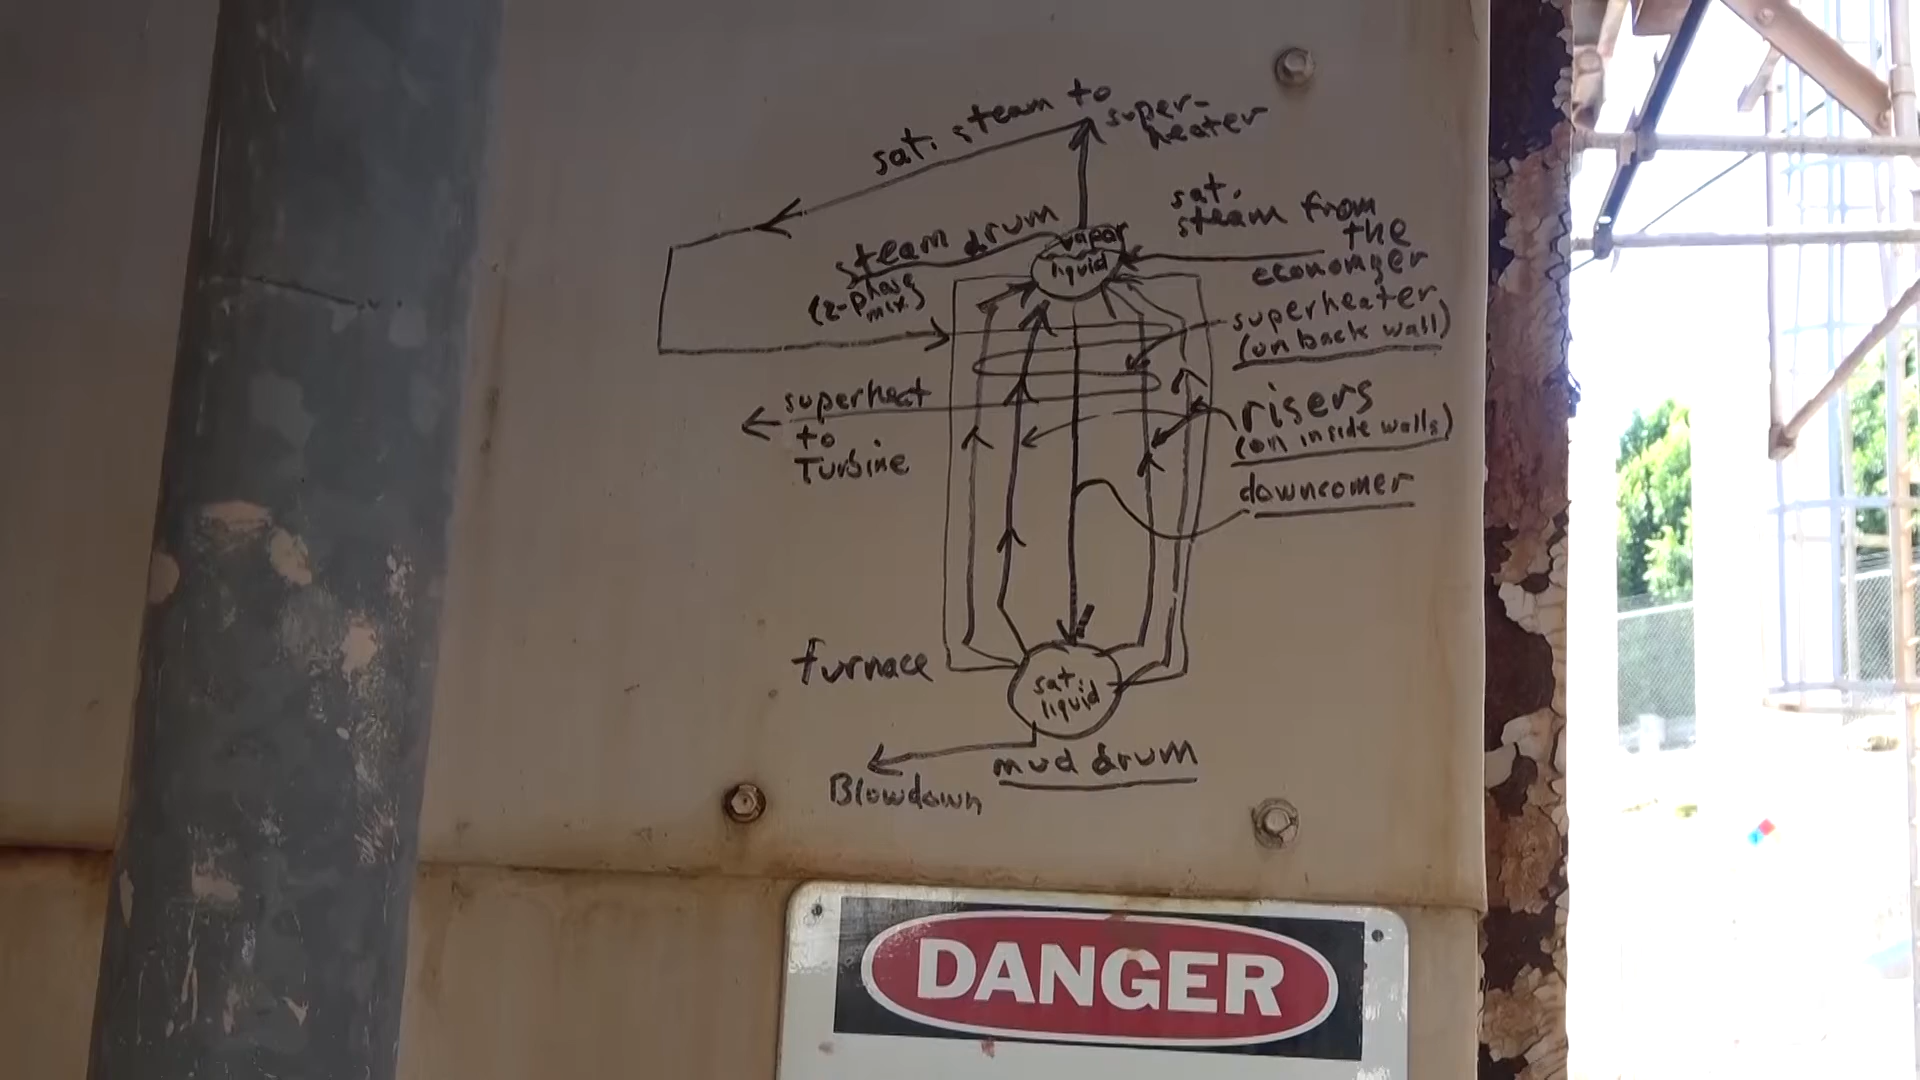 sat. steam to
super-
heater
sat.
steam from
the
economzer
steam drum
(2-phase
mix.)
vapor
liquid
superheater
(on back wall)
superheat
to
Turbine
risers
(on inside walls)
downcomer
furnace
sat.
liquid
mud drum
Blowdown
DANGER